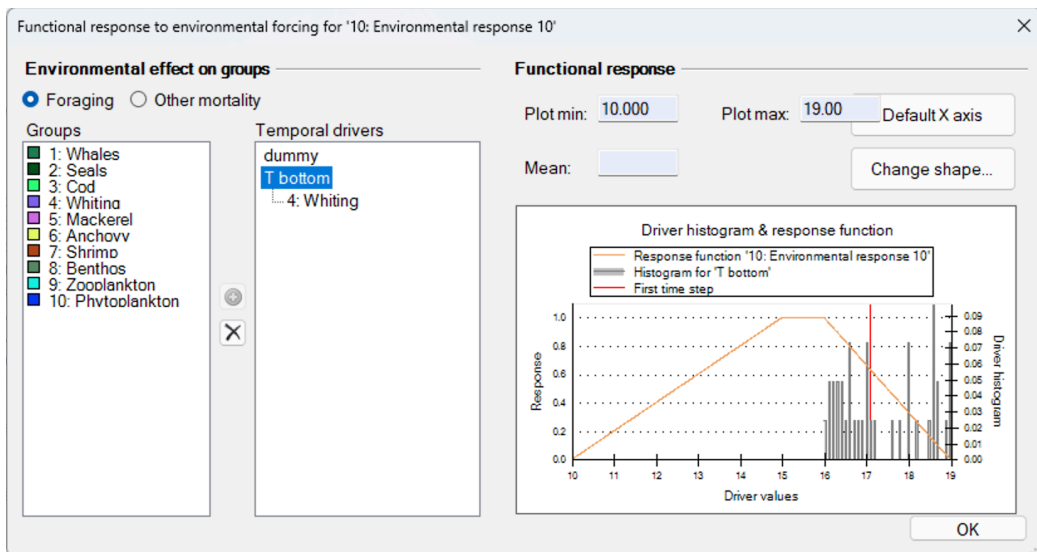 Functional response to environmental forcing for '10: Environmental response 10'
Environmental effect on groups
Foraging
Other mortality
Groups
1: Whales
2: Seals
3: Cod
4: Whiting
5: Mackerel
6: Anchovy
7: Shrimp
8: Benthos
9: Zooplankton
10: Phytoplankton
Temporal drivers
dummy
T bottom
4: Whiting
Functional response
Plot min: 10.000
Plot max: 19.00
Default X axis
Mean:
Change shape...
Driver histogram & response function
Response function '10: Environmental response 10'
Histogram for 'T bottom'
First time step
Response
1.0
0.8
0.6
0.4
0.2
0.0
0.09
0.08
0.07
0.06
0.05
0.04
0.03
0.02
0.01
0.00
Driver histogram
10 11 12 13 14 15 16 17 18 19
Driver values
OK